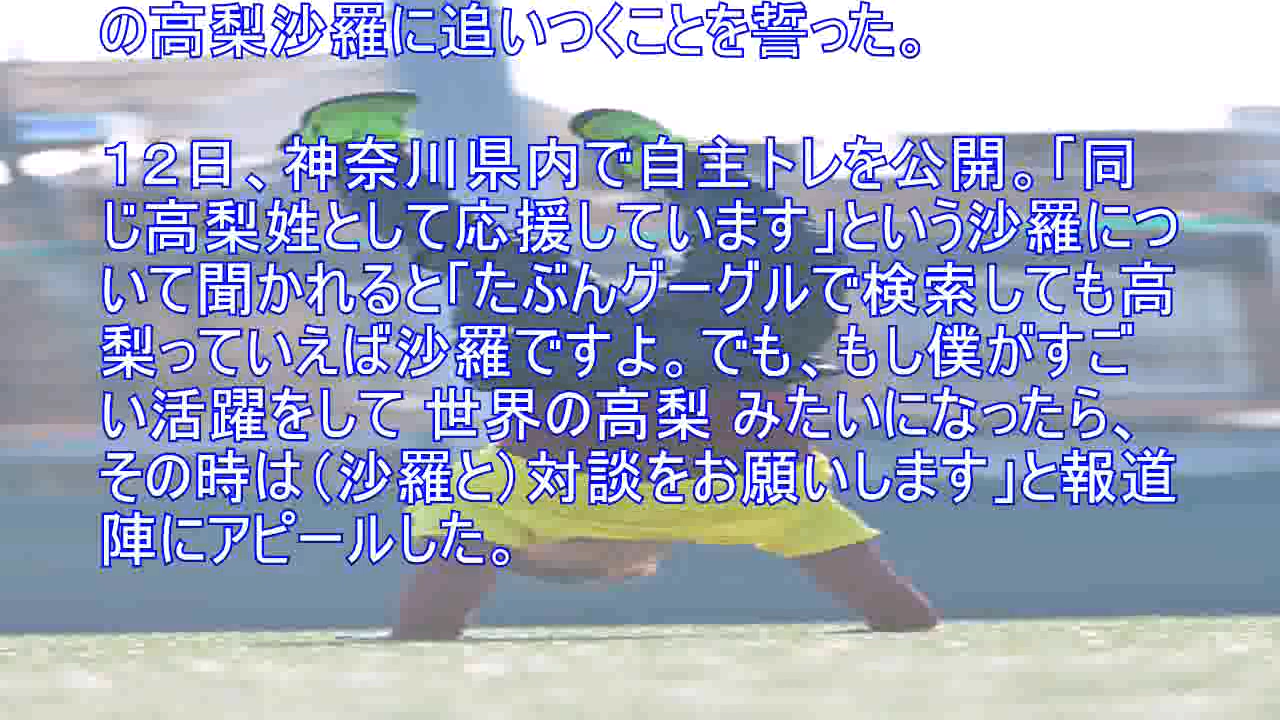 の高梨沙羅に追いつくことを誓った。
１２日、神奈川県内で自主トレを公開。「同
じ高梨姓として応援しています」という沙羅につ
いて聞かれると「たぶんグーグルで検索しても高
梨っていえば沙羅ですよ。でも、もし僕がすご
い活躍をして 世界の高梨 みたいになったら、
その時は（沙羅と）対談をお願いします」と報道
陣にアピールした。